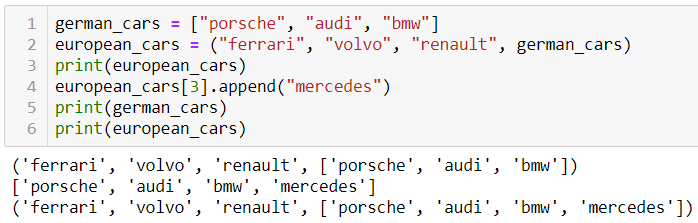 1 german_cars = ["porsche", "audi", "bmw"]
2 european_cars = ("ferrari", "volvo", "renault", german_cars)
3 print(european_cars)
4 european_cars[3].append("mercedes")
5 print(german_cars)
6 print(european_cars)
('ferrari', 'volvo', 'renault', ['porsche', 'audi', 'bmw'])
['porsche', 'audi', 'bmw', 'mercedes']
('ferrari', 'volvo', 'renault', ['porsche', 'audi', 'bmw', 'mercedes'])